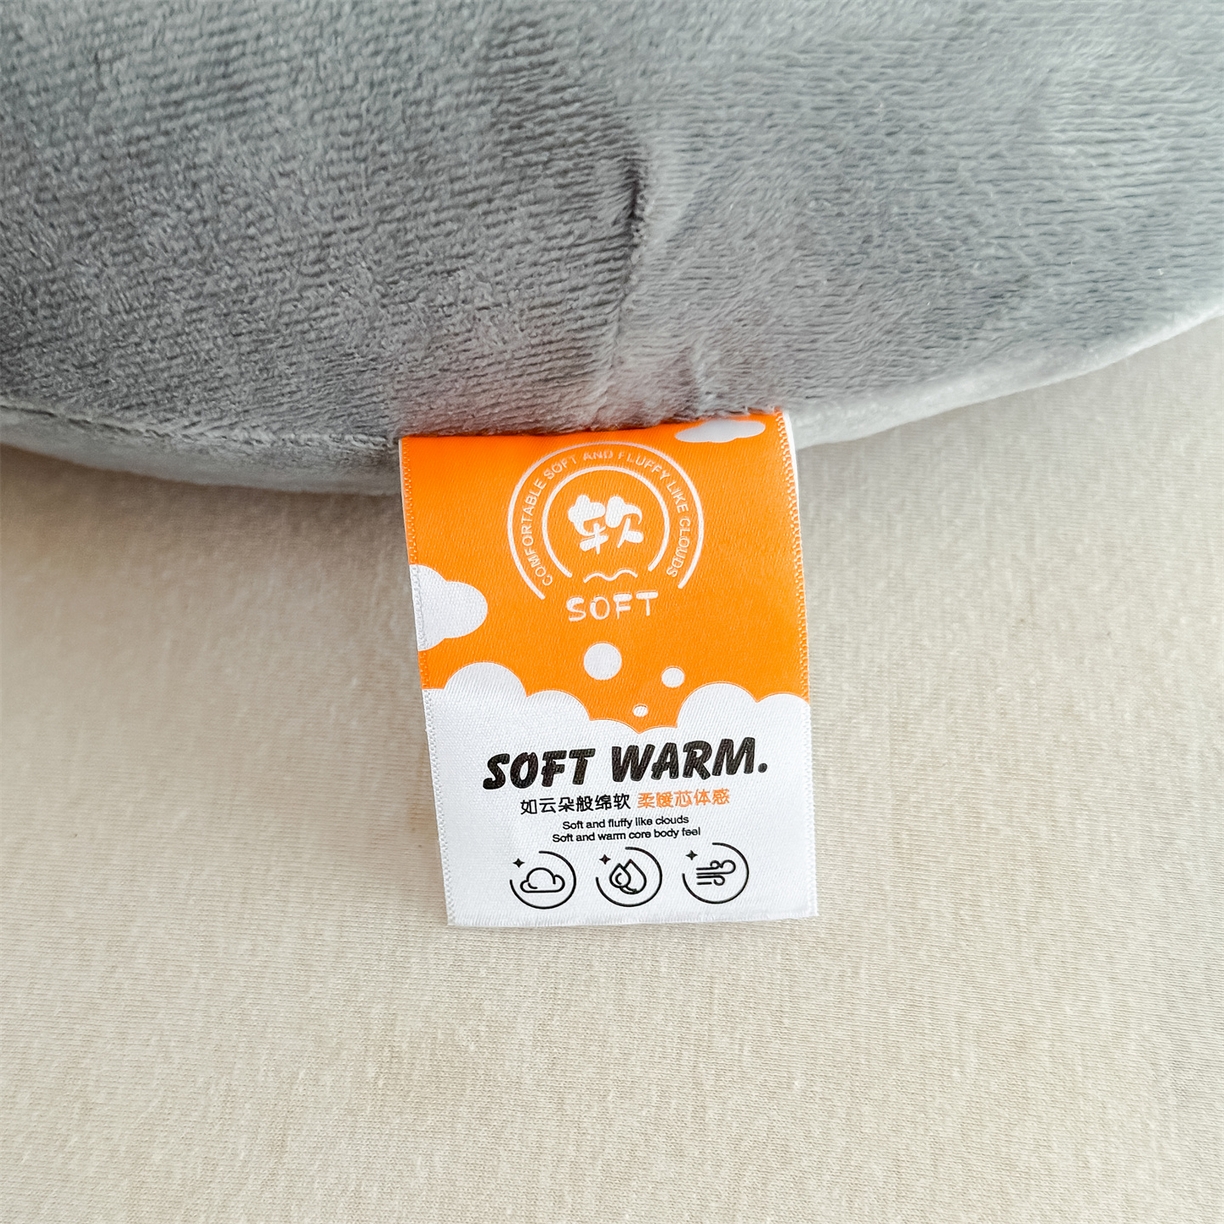 COMFORTABLE SOFT AND FLUFFY LIKE CLOUDS
软
SOFT
SOFT WARM.
如云朵般绵软 柔暖芯体感
Soft and fluffy like clouds
Soft and warm core body feel